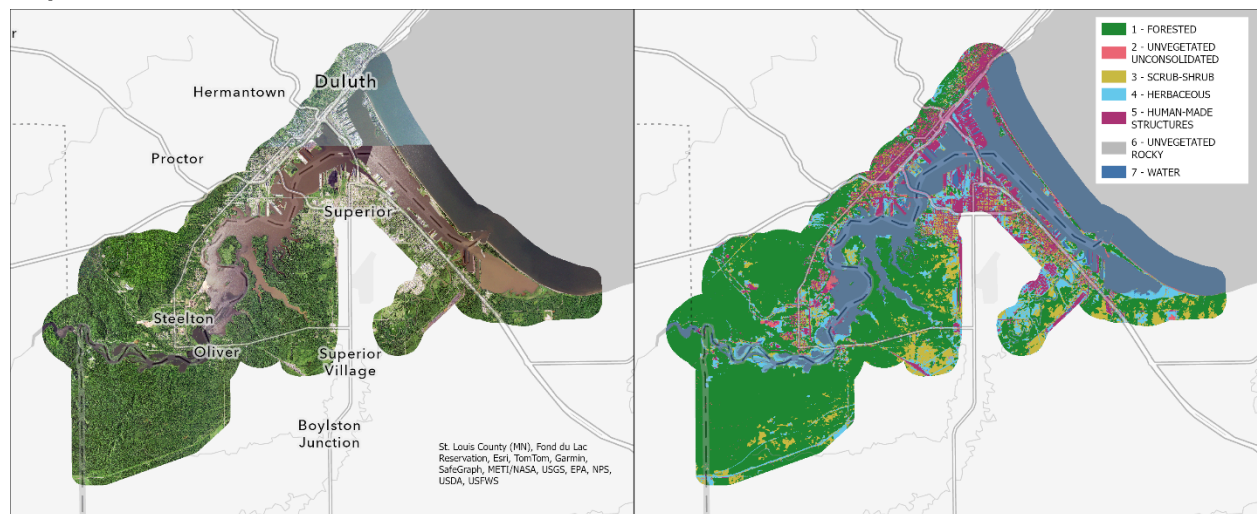 r
Duluth
Hermantown
Proctor
Superior
Steelton
Oliver
Superior
Village
Boylston
Junction
St. Louis County (MN), Fond du Lac
Reservation, Esri, TomTom, Garmin,
SafeGraph, METI/NASA, USGS, EPA, NPS,
USDA, USFWS
1 - FORESTED
2 - UNVEGETATED
UNCONSOLIDATED
3 - SCRUB-SHRUB
4 - HERBACEOUS
5 - HUMAN-MADE
STRUCTURES
6 - UNVEGETATED
ROCKY
7 - WATER